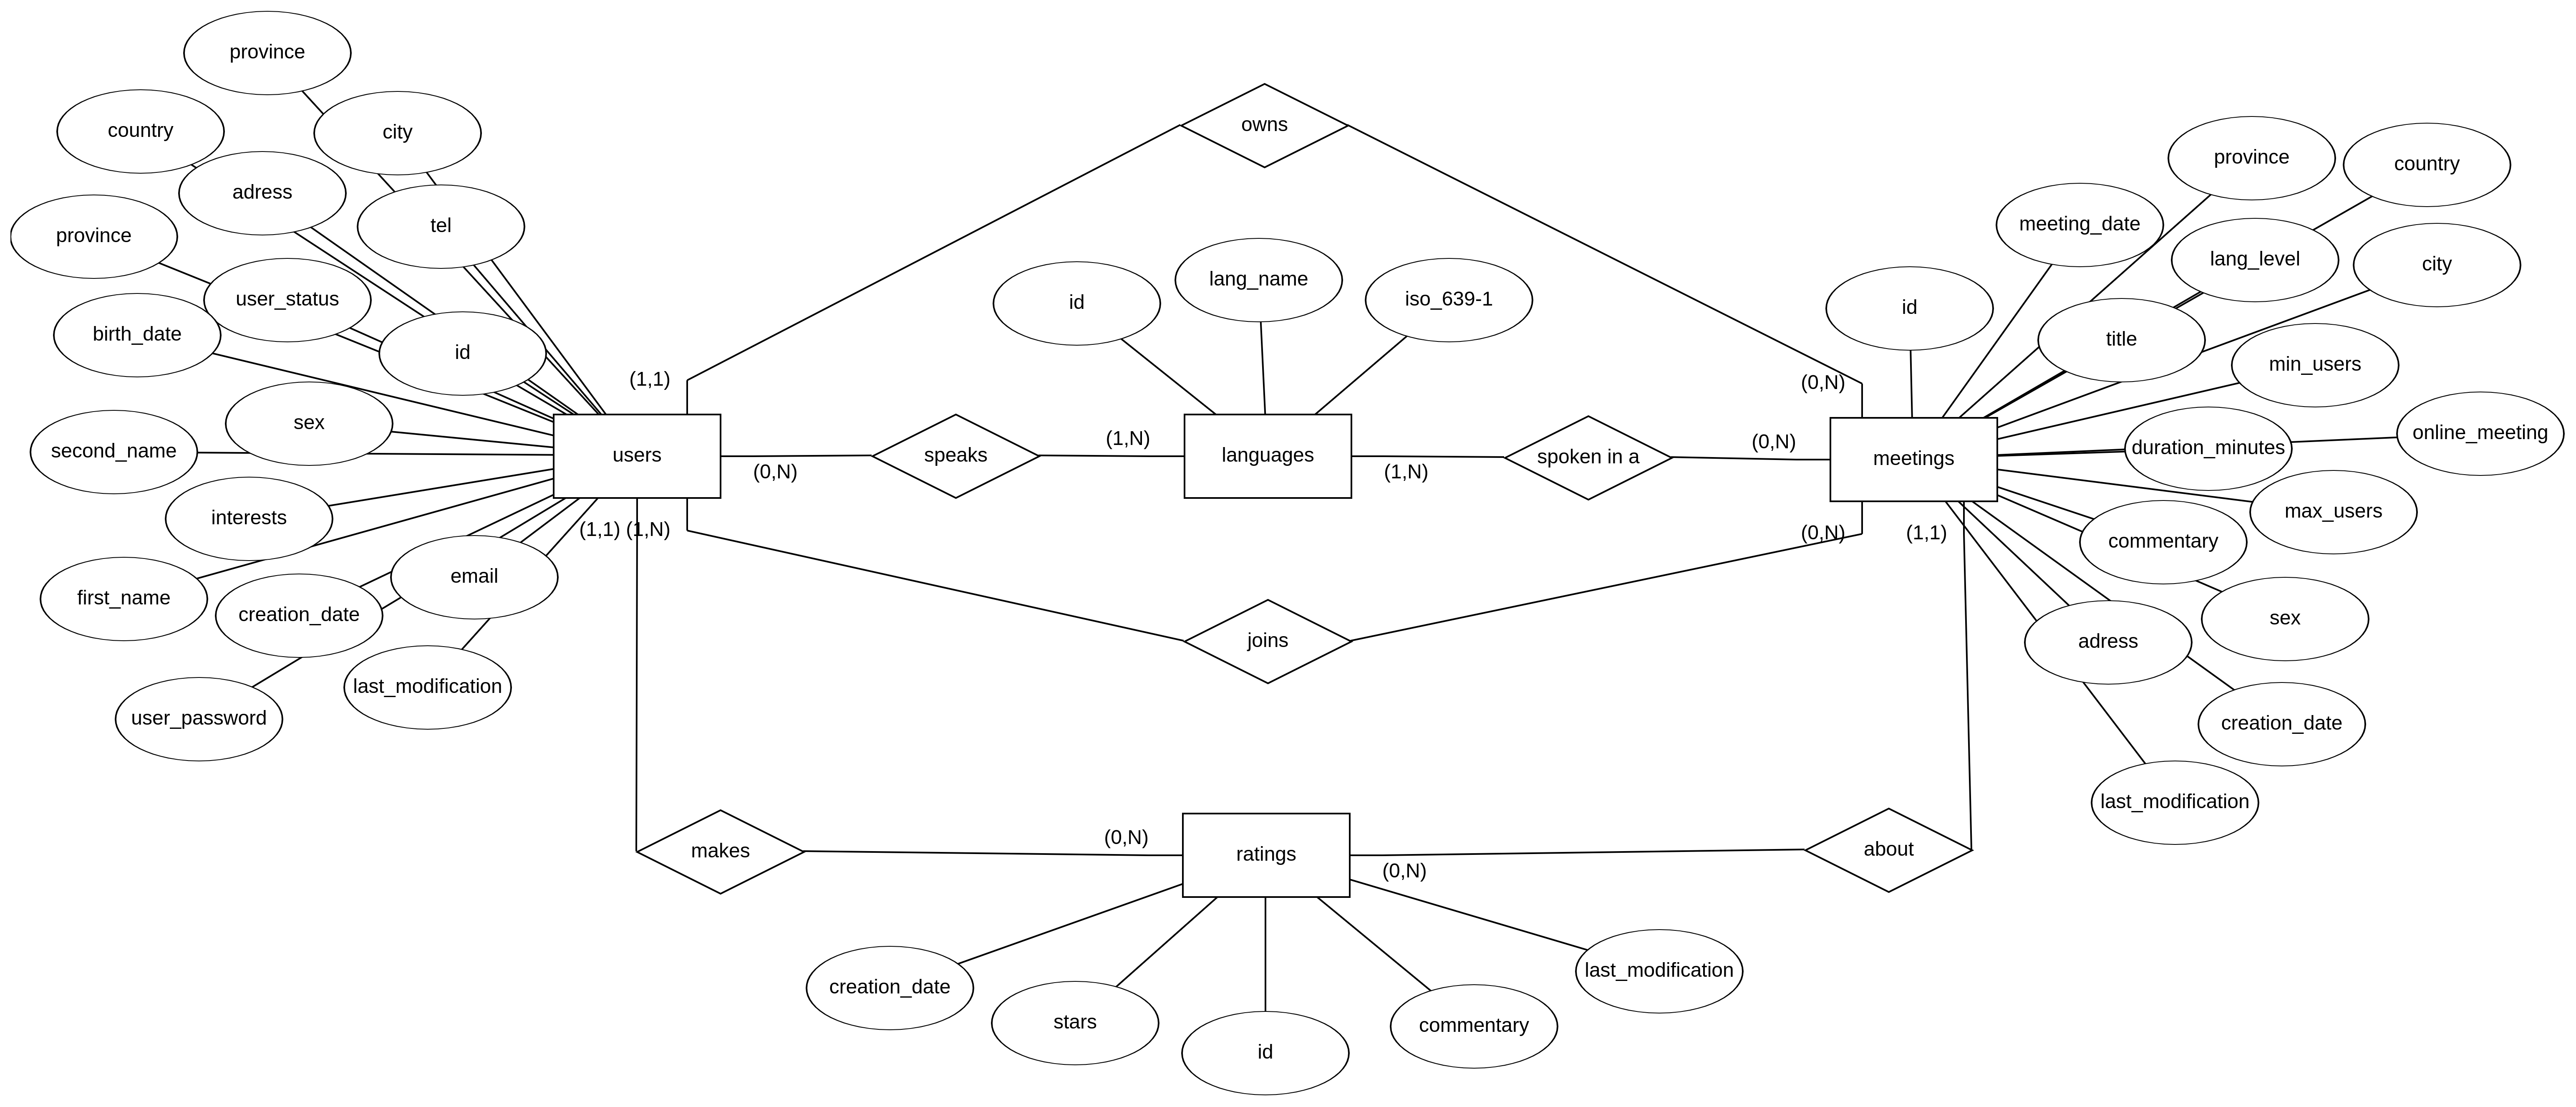 province
country
city
adress
tel
province
user_status
birth_date
id
sex
second_name
interests
first_name
creation_date
email
user_password
last_modification
users
(1,1)
(0,N)
(1,1)
(1,N)
owns
speaks
(1,N)
id
lang_name
iso_639-1
languages
(1,N)
spoken in a
(0,N)
(0,N)
joins
(0,N)
(1,1)
meetings
id
meeting_date
province
country
lang_level
city
title
min_users
online_meeting
duration_minutes
max_users
commentary
sex
adress
creation_date
last_modification
makes
(0,N)
ratings
(0,N)
about
creation_date
stars
id
commentary
last_modification